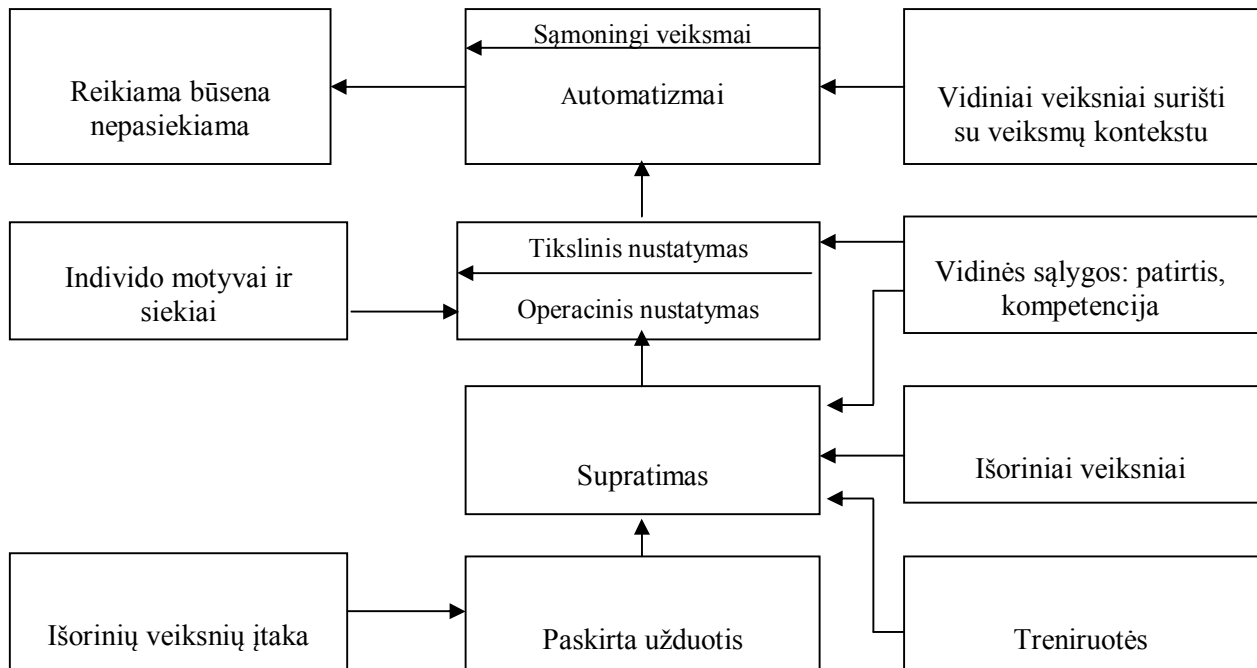 Sąmoningi veiksmai
Reikiama būsena
nepasiekiama
Automatizmai
Vidiniai veiksniai surišti
su veiksmų kontekstu
Individo motyvai ir
siekiai
Tikslinis nustatymas
Operacinis nustatymas
Vidinės sąlygos: patirtis,
kompetencija
Supratimas
Išoriniai veiksniai
Išorinių veiksnių įtaka
Paskirta užduotis
Treniruotės